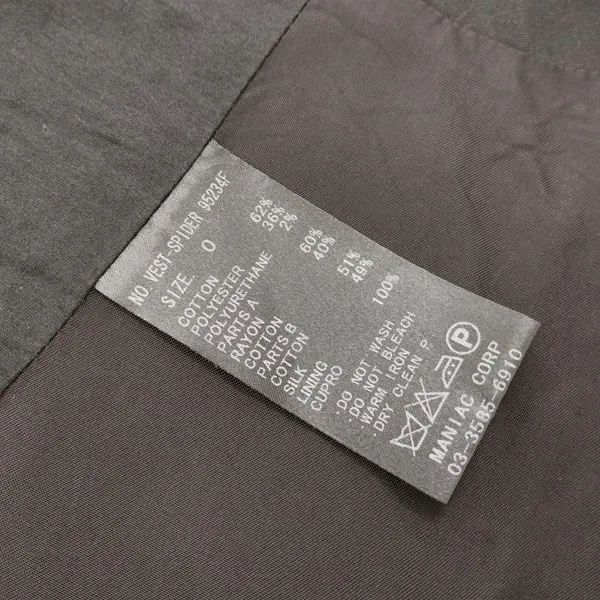 NO. VEST-SPIDER 95234F
SIZE. 0
COTTON 62%
POLYESTER 36%
POLYURETHANE 2%
PARTS A
RAYON 60%
COTTON 40%
PARTS B
COTTON 51%
SILK 49%
LINING
CUPRO 100%
·DO NOT WASH
·DO NOT BLEACH
·WARM IRON
·DRY CLEAN P
P
MANIAC CORP
03-3585-6910